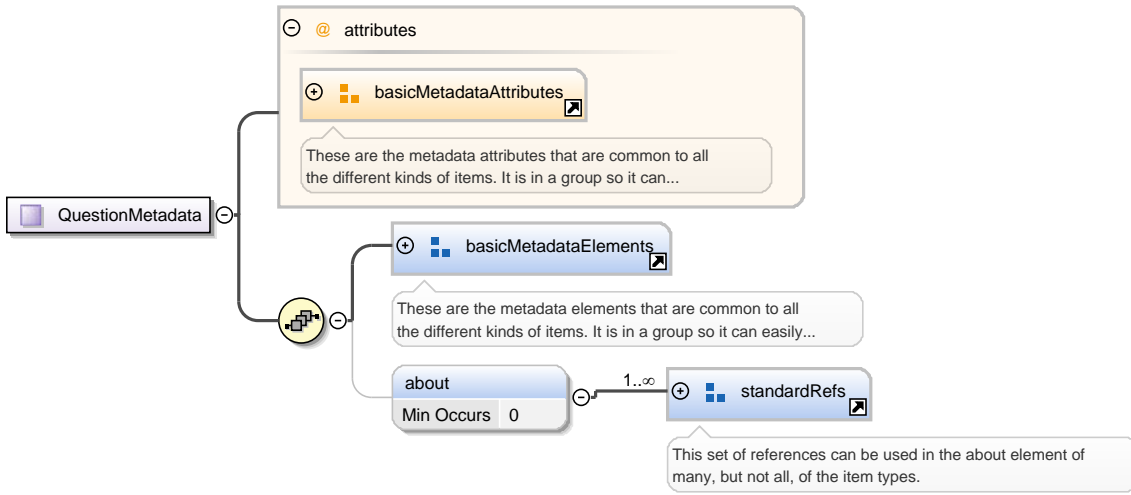 @ attributes
basicMetadataAttributes
These are the metadata attributes that are common to all
the different kinds of items. It is in a group so it can...
QuestionMetadata
basicMetadataElements
These are the metadata elements that are common to all
the different kinds of items. It is in a group so it can easily...
about
Min Occurs 0
1..∞
standardRefs
This set of references can be used in the about element of
many, but not all, of the item types.